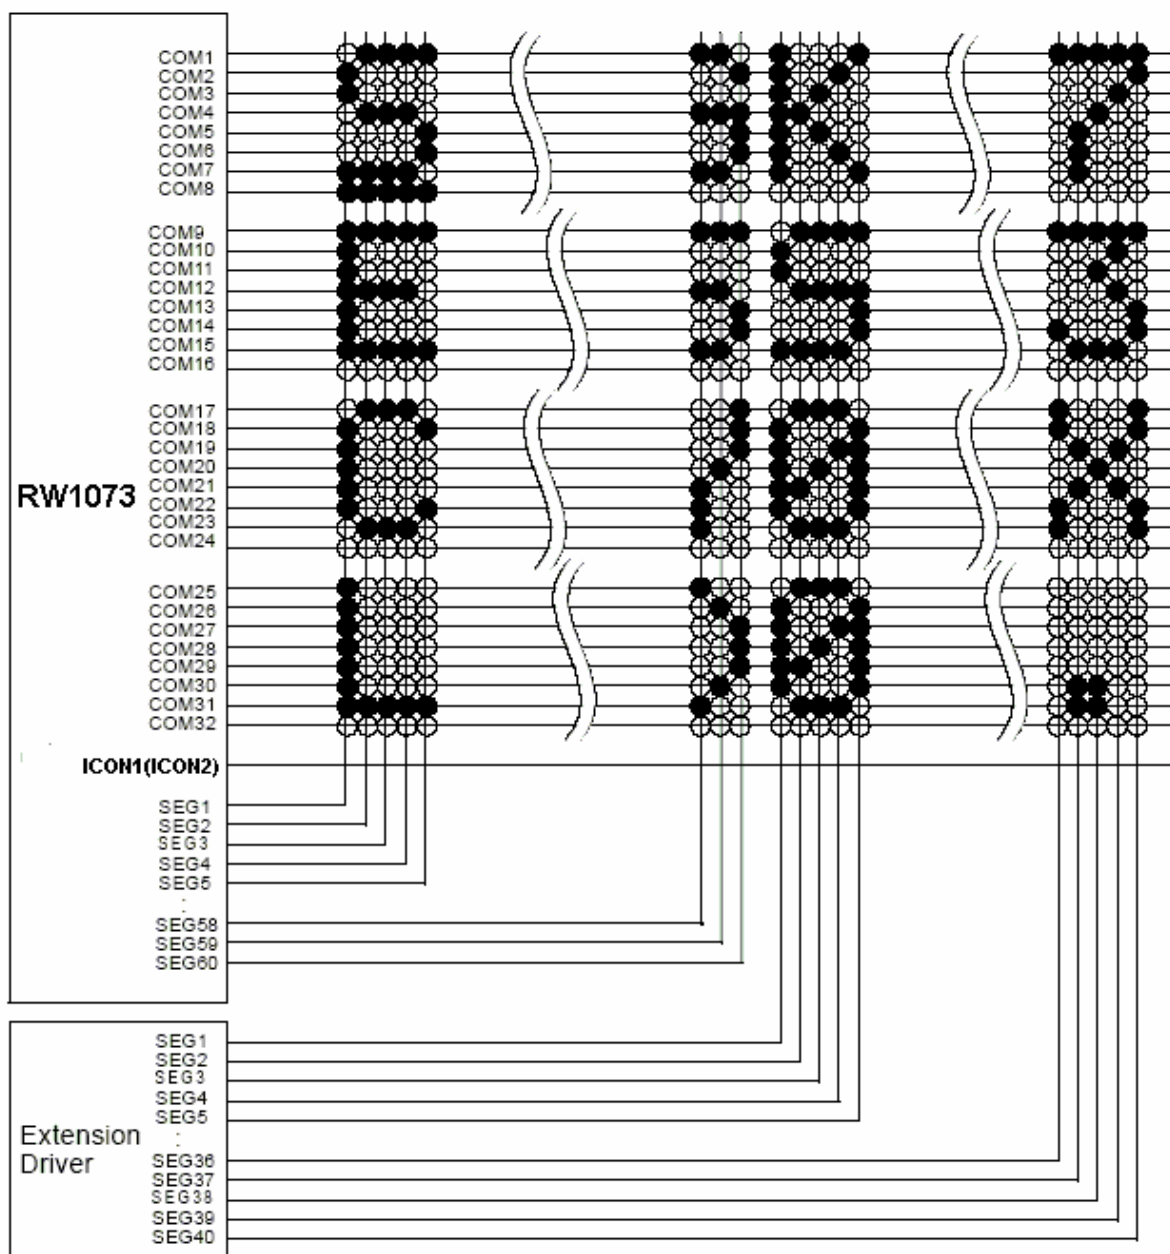 COM1
COM2
COM3
COM4
COM5
COM6
COM7
COM8
COM9
COM10
COM11
COM12
COM13
COM14
COM15
COM16
COM17
COM18
COM19
COM20
RW1073
COM21
COM22
COM23
COM24
COM25
COM26
COM27
COM28
COM29
COM30
COM31
COM32
ICON1(ICON2)
SEG1
SEG2
SEG3
SEG4
SEG5
:
SEG58
SEG59
SEG60
SEG1
SEG2
SEG3
SEG4
SEG5
:
Extension
Driver
SEG36
SEG37
SEG38
SEG39
SEG40